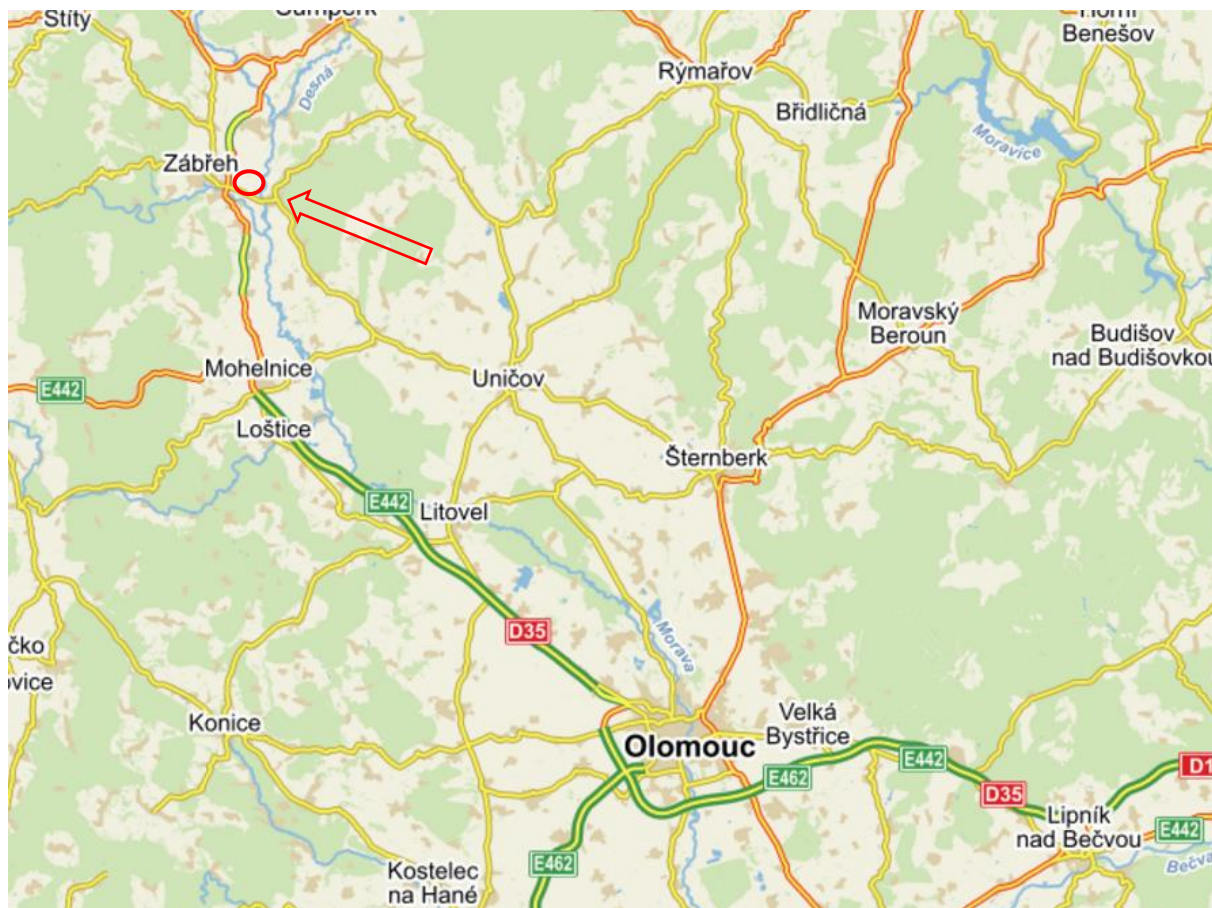 Štíty
Šumperk
Horní
Benešov
Desná
Rýmařov
Břidličná
Moravice
Zábřeh
Moravský
Beroun
Budišov
nad Budišovkou
Mohelnice
E442
Uničov
Loštice
Šternberk
E442
Litovel
D35
Morava
čko
ovice
Konice
Velká
Bystřice
Olomouc
E442
D1
E462
D35
Lipník
nad Bečvou
E442
Kostelec
na Hané
E462
Bečva